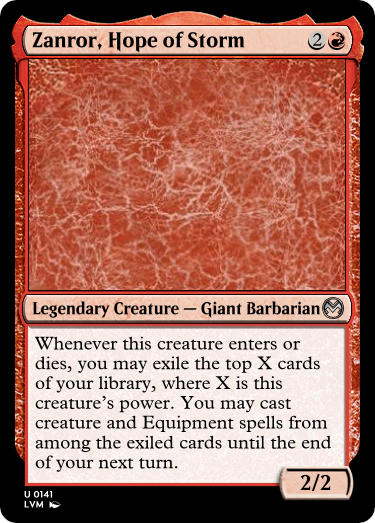 Zanror, Hope of Storm 2
Legendary Creature — Giant Barbarian
Whenever this creature enters or
dies, you may exile the top X cards
of your library, where X is this
creature's power. You may cast
creature and Equipment spells from
among the exiled cards until the end
of your next turn.
2/2
U 0141
LVM